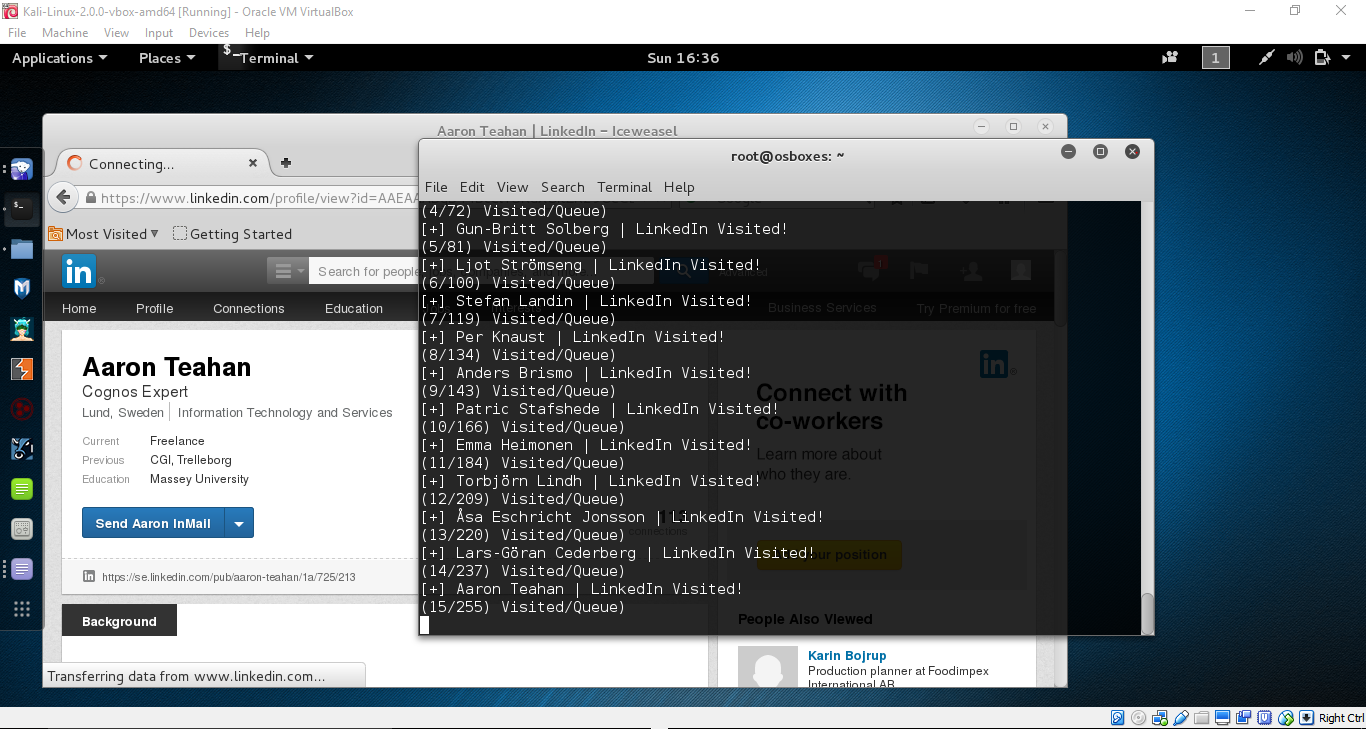 Kali-Linux-2.0.0-vbox-amd64 [Running] - Oracle VM VirtualBox
File Machine View Input Devices Help
Applications Places Terminal Sun 16:36 1
Aaron Teahan | LinkedIn - Iceweasel
Connecting...
https://www.linkedin.com/profile/view?id=AAEAA
Most Visited Getting Started
in
Search for people
1
Home Profile Connections Education
Business Services Try Premium for free
Aaron Teahan
Cognos Expert
Lund, Sweden Information Technology and Services
Current Freelance
Previous CGI, Trelleborg
Education Massey University
Send Aaron InMail
connections
https://se.linkedin.com/pub/aaron-teahan/1a/725/213
Background
in
Connect with
co-workers
Learn more about
who they are.
your position
People Also Viewed
Karin Bojrup
Production planner at Foodimpex
International AB
Transferring data from www.linkedin.com...
root@osboxes: ~
File Edit View Search Terminal Help
(4/72) Visited/Queue)
[+] Gun-Britt Solberg | LinkedIn Visited!
(5/81) Visited/Queue)
[+] Ljot Strömseng | LinkedIn Visited!
(6/100) Visited/Queue)
[+] Stefan Landin | LinkedIn Visited!
(7/119) Visited/Queue)
[+] Per Knaust | LinkedIn Visited!
(8/134) Visited/Queue)
[+] Anders Brismo | LinkedIn Visited!
(9/143) Visited/Queue)
[+] Patric Stafshede | LinkedIn Visited!
(10/166) Visited/Queue)
[+] Emma Heimonen | LinkedIn Visited!
(11/184) Visited/Queue)
[+] Torbjörn Lindh | LinkedIn Visited!
(12/209) Visited/Queue)
[+] Åsa Eschricht Jonsson | LinkedIn Visited!
(13/220) Visited/Queue)
[+] Lars-Göran Cederberg | LinkedIn Visited!
(14/237) Visited/Queue)
[+] Aaron Teahan | LinkedIn Visited!
(15/255) Visited/Queue)
Right Ctrl